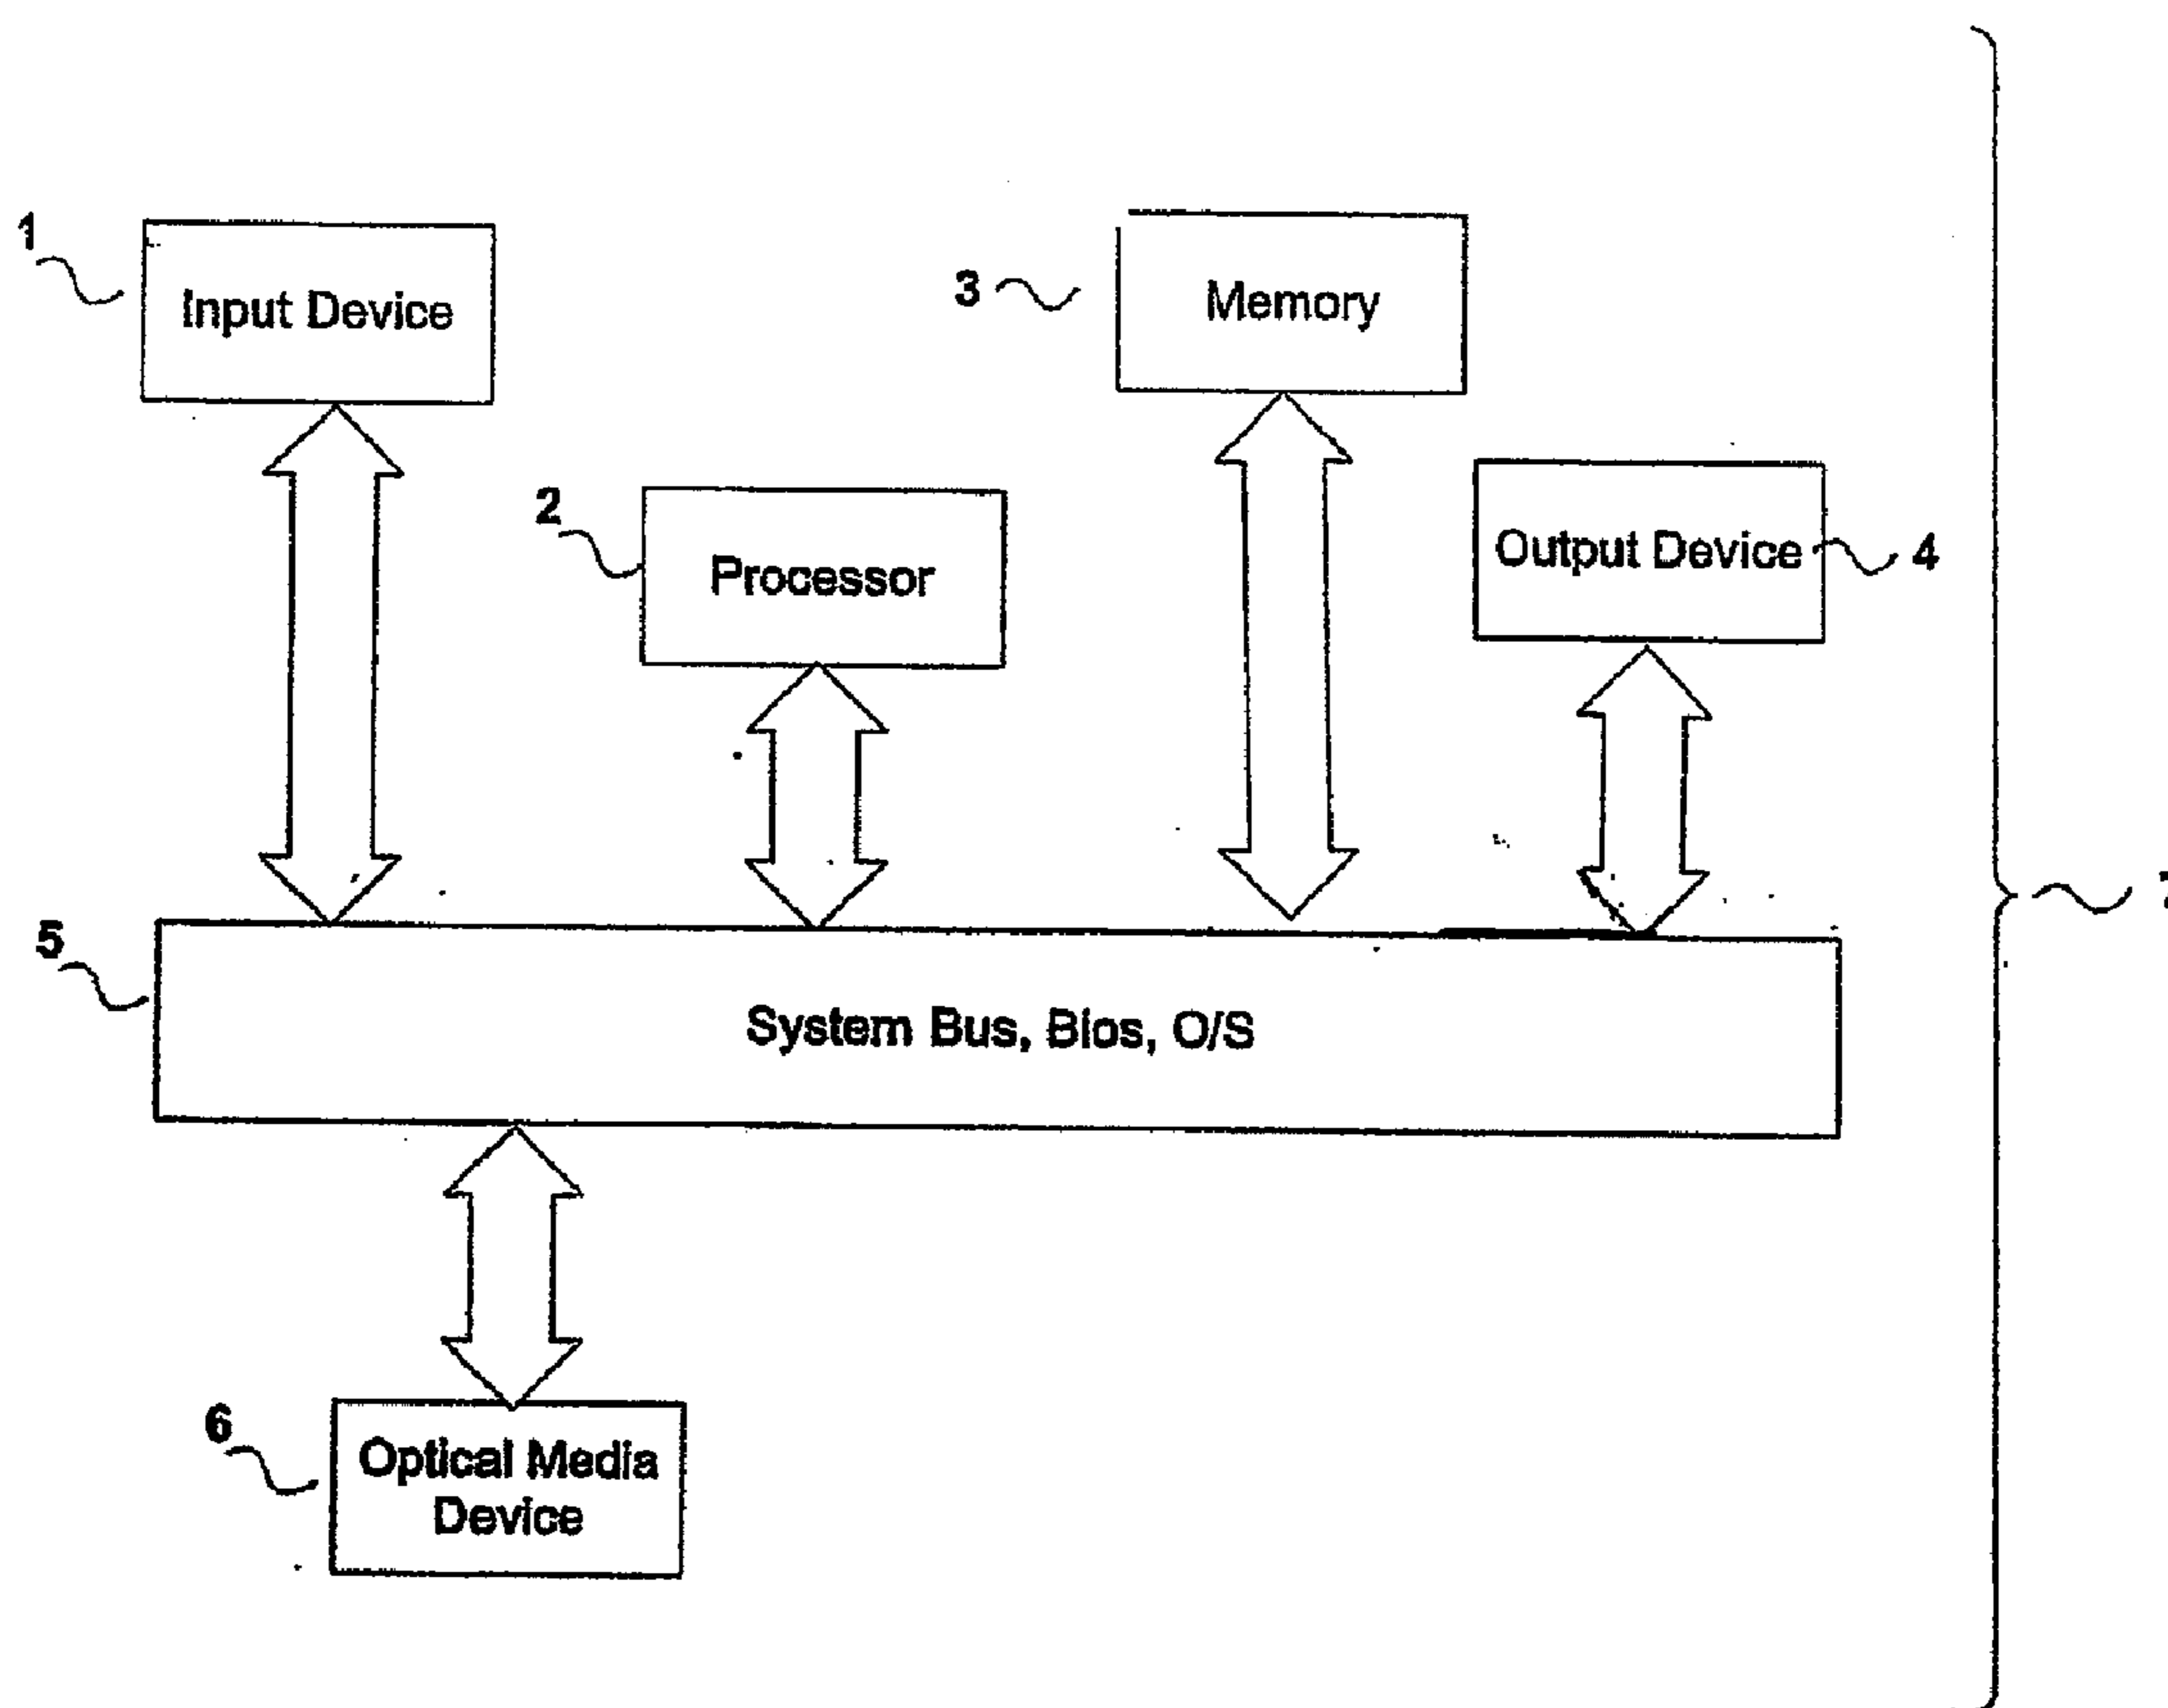 1
Input Device
3
Memory
2
Processor
Output Device
4
5
System Bus, Bios, O/S
6
Optical Media
Device